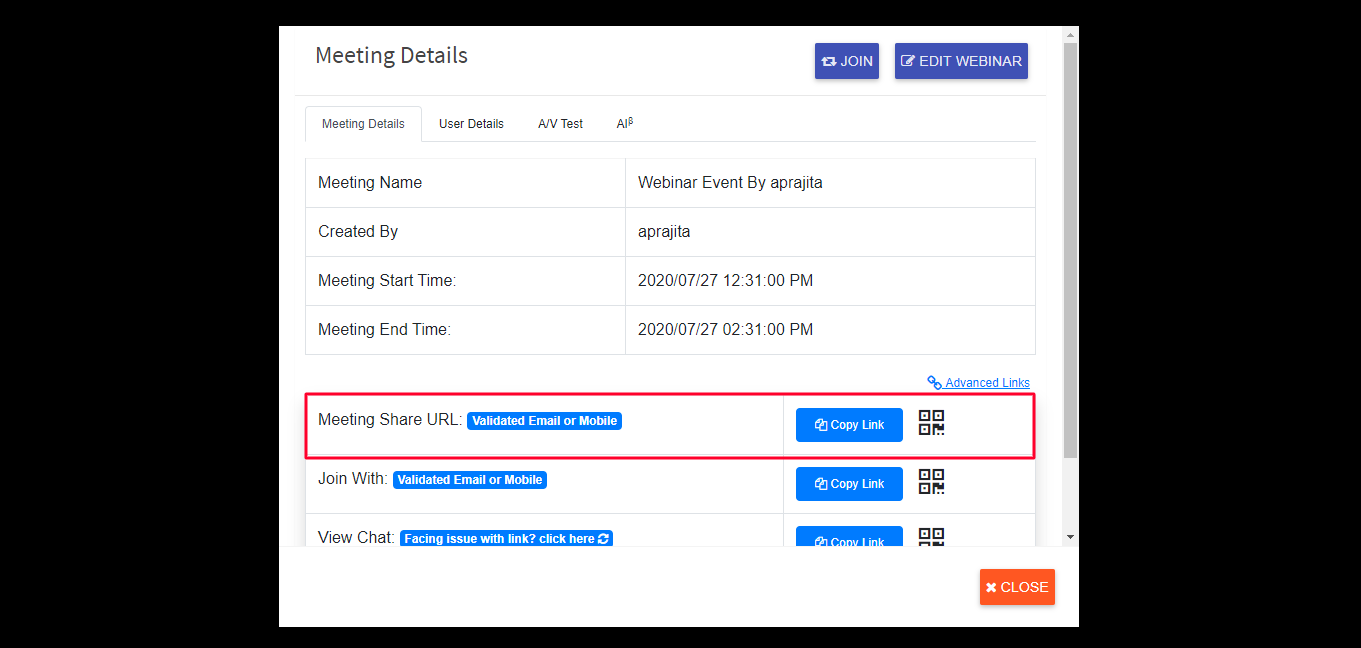 Meeting Details
JOIN EDIT WEBINAR
Meeting Details User Details A/V Test AIᵝ
Meeting Name Webinar Event By aprajita
Created By aprajita
Meeting Start Time: 2020/07/27 12:31:00 PM
Meeting End Time: 2020/07/27 02:31:00 PM
Advanced Links
Meeting Share URL: Validated Email or Mobile Copy Link
Join With: Validated Email or Mobile Copy Link
View Chat: Facing issue with link? click here Copy Link
CLOSE